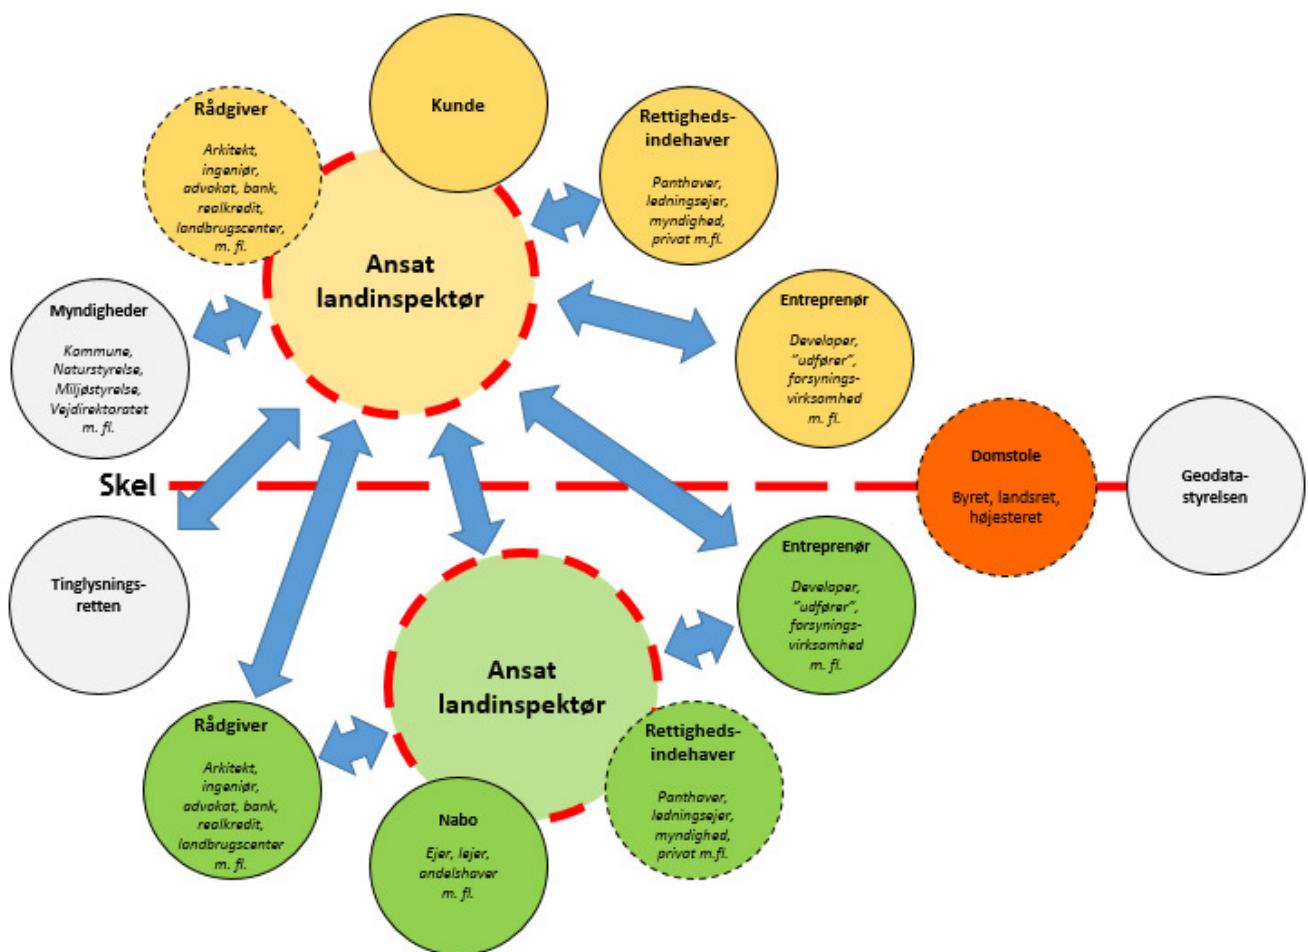 Kunde
Rådgiver
Arkitekt,
ingeniør,
advokat, bank,
realkredit,
landbrugscenter,
m. fl.
Rettigheds-
indehaver
Panthaver,
ledningsejer,
myndighed,
privat m.fl.
Ansat
landinspektør
Myndigheder
Kommune,
Naturstyrelse,
Miljøstyrelse,
Vejdirektoratet
m. fl.
Entreprenør
Developer,
”udfører”,
forsynings-
virksomhed
m. fl.
Skel
Domstole
Byret, landsret,
højesteret
Geodata-
styrelsen
Tinglysnings-
retten
Entreprenør
Developer,
”udfører”,
forsynings-
virksomhed
m. fl.
Ansat
landinspektør
Rådgiver
Arkitekt,
ingeniør,
advokat, bank,
realkredit,
landbrugscenter
m. fl.
Rettigheds-
indehaver
Panthaver,
ledningsejer,
myndighed,
privat m.fl.
Nabo
Ejer, lejer,
andelshaver
m. fl.